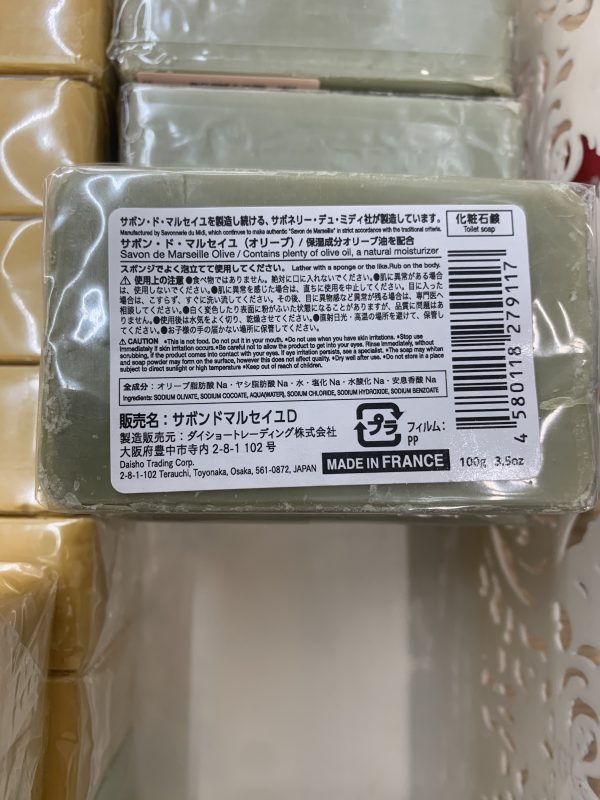 サボン・ド・マルセイユを製造し続ける、サボネリー・デュ・ミディ社が製造しています。
Manufactured by Savonnerie du Midi, which continues to make authentic "Savon de Marseille" in strict accordance with the traditional criteria.
化粧石鹸
Toilet soap
サボン・ド・マルセイユ（オリーブ）/ 保湿成分オリーブ油を配合
Savon de Marseille Olive / Contains plenty of olive oil, a natural moisturizer
スポンジでよく泡立てて使用してください。 Lather with a sponge or the like.Rub on the body.
⚠ 使用上の注意 ●食べ物ではありません。絶対に口に入れないでください。●肌に異常がある場合
は、使用しないでください。●肌に異常を感じた場合は、直ちに使用を中止してください。目に入った
場合は、こすらず、すぐに洗い流してください。その後、目に異物感など異常が残る場合は、専門医へ
相談してください。●白く変色したり表面に粉がふいた状態になることがありますが、品質に問題はあ
りません。●使用後は水気をよく切り、乾燥させてください。●直射日光・高温の場所を避けて、保管し
てください。●お子様の手の届かない場所に保管してください。
⚠ CAUTION ●This is not food. Do not put it in your mouth. ●Do not use when you have skin irritations. ●Stop use
immediately if skin irritation occurs. ●Be careful not to allow the product to get into your eyes. Rinse immediately, without
scrubbing, if the product comes into contact with your eyes. If eye irritation persists, see a specialist. ●The soap may whiten
and soap powder may form on the surface, however this does not affect quality. ●Dry well after use. ●Do not store in a place
subject to direct sunlight or high temperature ●Keep out of reach of children.
全成分：オリーブ脂肪酸 Na・ヤシ脂肪酸 Na・水・塩化 Na・水酸化 Na・安息香酸 Na
Ingredients: SODIUM OLIVATE, SODIUM COCOATE, AQUA(WATER), SODIUM CHLORIDE, SODIUM HYDROXIDE, SODIUM BENZOATE
販売名：サボンドマルセイユD
製造販売元：ダイショートレーディング株式会社
大阪府豊中市寺内 2-8-1 102 号
Daisho Trading Corp.
2-8-1-102 Terauchi, Toyonaka, Osaka, 561-0872, JAPAN
プラ
フィルム：
PP
MADE IN FRANCE
100g 3.5oz
4 580118 279117